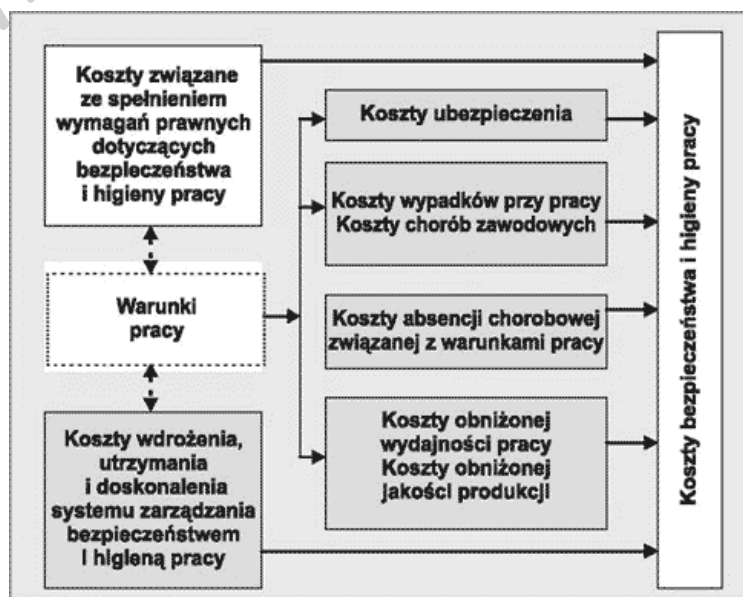 Koszty związane
ze spełnieniem
wymagań prawnych
dotyczących
bezpieczeństwa
i higieny pracy
Warunki
pracy
Koszty wdrożenia,
utrzymania
i doskonalenia
systemu zarządzania
bezpieczeństwem
i higieną pracy
Koszty ubezpieczenia
Koszty wypadków przy pracy
Koszty chorób zawodowych
Koszty absencji chorobowej
związanej z warunkami pracy
Koszty obniżonej
wydajności pracy
Koszty obniżonej
jakości produkcji
Koszty bezpieczeństwa i higieny pracy